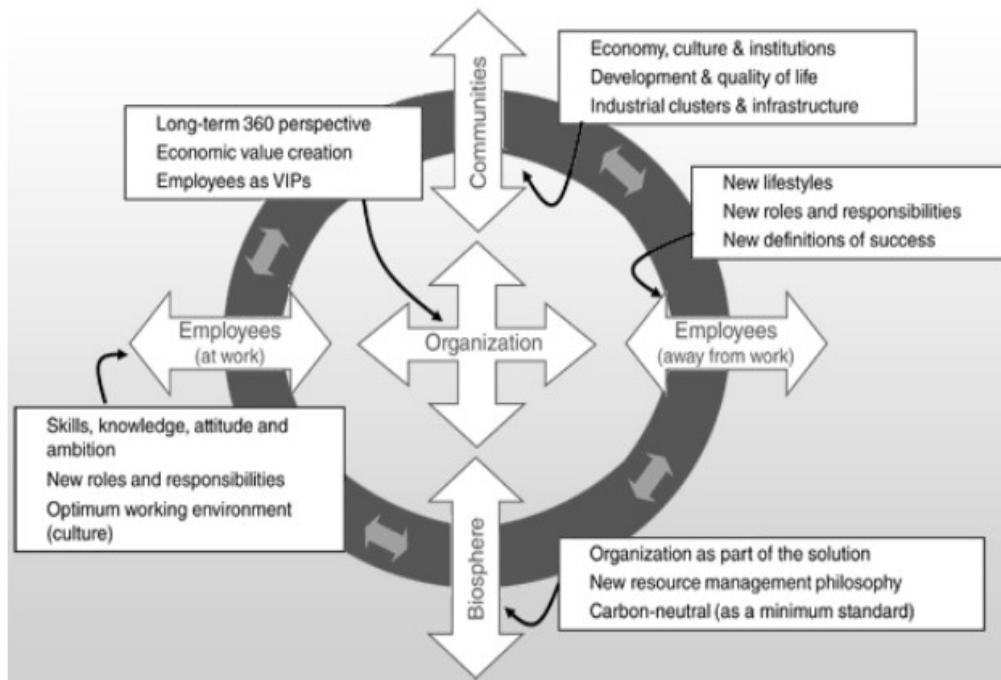 Communities
Economy, culture & institutions
Development & quality of life
Industrial clusters & infrastructure
Long-term 360 perspective
Economic value creation
Employees as VIPs
New lifestyles
New roles and responsibilities
New definitions of success
Employees
(at work)
Organization
Employees
(away from work)
Skills, knowledge, attitude and
ambition
New roles and responsibilities
Optimum working environment
(culture)
Biosphere
Organization as part of the solution
New resource management philosophy
Carbon-neutral (as a minimum standard)